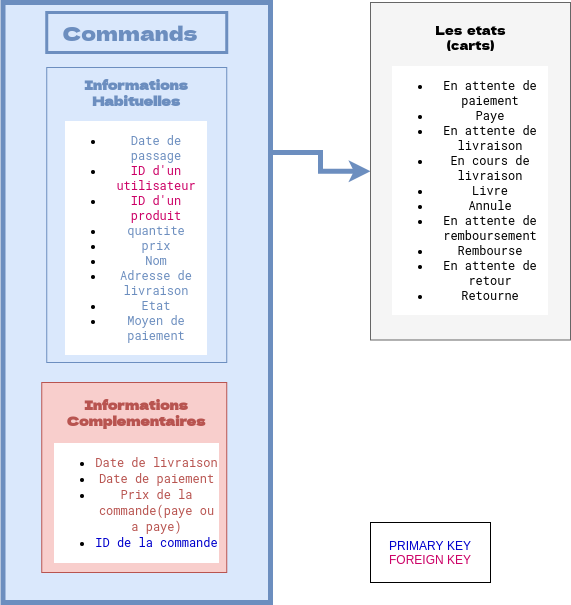 Commands
Informations
Habituelles
Date de
passage
ID d'un
utilisateur
ID d'un
produit
quantite
prix
Nom
Adresse de
livraison
Etat
Moyen de
paiement
Informations
Complementaires
Date de livraison
Date de paiement
Prix de la
commande(paye ou
a paye)
ID de la commande
Les etats
(carts)
En attente de
paiement
Paye
En attente de
livraison
En cours de
livraison
Livre
Annule
En attente de
remboursement
Rembourse
En attente de
retour
Retourne
PRIMARY KEY
FOREIGN KEY